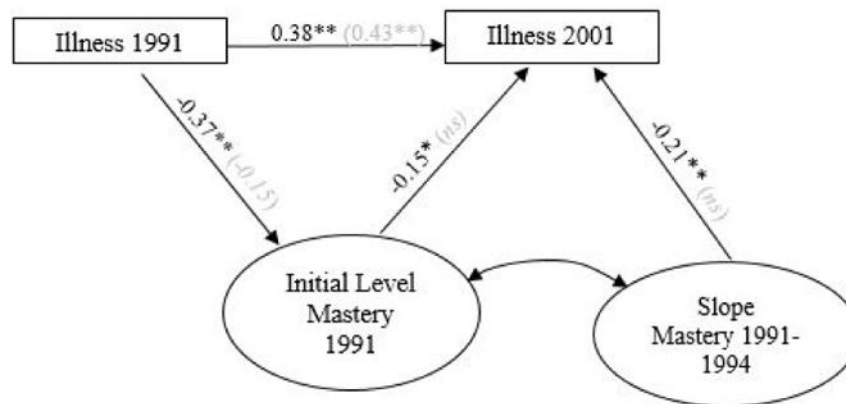 Illness 1991
0.38** (0.43**)
Illness 2001
-0.37** (-0.15)
-0.15* (ns)
-0.21** (ns)
Initial Level
Mastery
1991
Slope
Mastery 1991-
1994